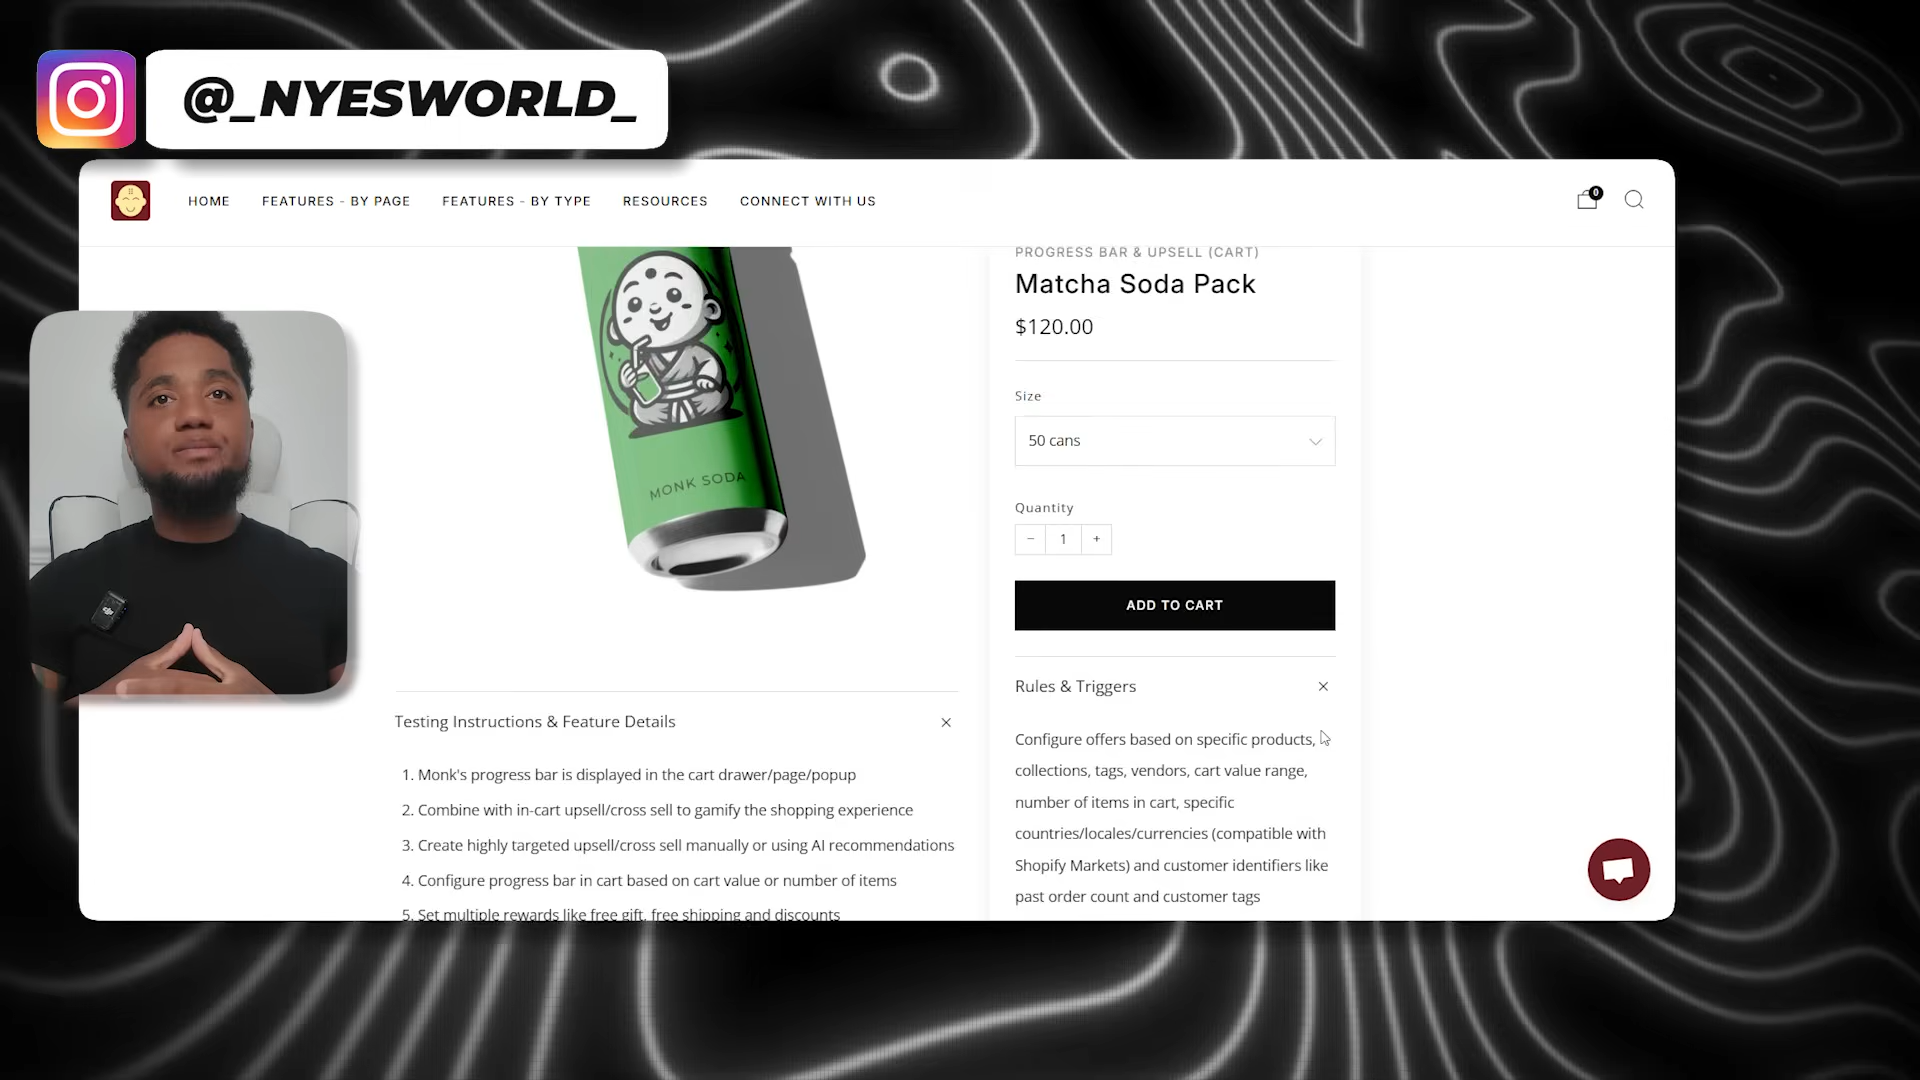 @_NYESWORLD_
HOME FEATURES - BY PAGE FEATURES - BY TYPE RESOURCES CONNECT WITH US
0
PROGRESS BAR & UPSELL (CART)
Matcha Soda Pack
$120.00
Size
50 cans
MONK SODA
Quantity
− 1 +
ADD TO CART
Rules & Triggers
Configure offers based on specific products,
collections, tags, vendors, cart value range,
number of items in cart, specific
countries/locales/currencies (compatible with
Shopify Markets) and customer identifiers like
past order count and customer tags
Testing Instructions & Feature Details
1. Monk's progress bar is displayed in the cart drawer/page/popup
2. Combine with in-cart upsell/cross sell to gamify the shopping experience
3. Create highly targeted upsell/cross sell manually or using AI recommendations
4. Configure progress bar in cart based on cart value or number of items
5. Set multiple rewards like free gift, free shipping and discounts